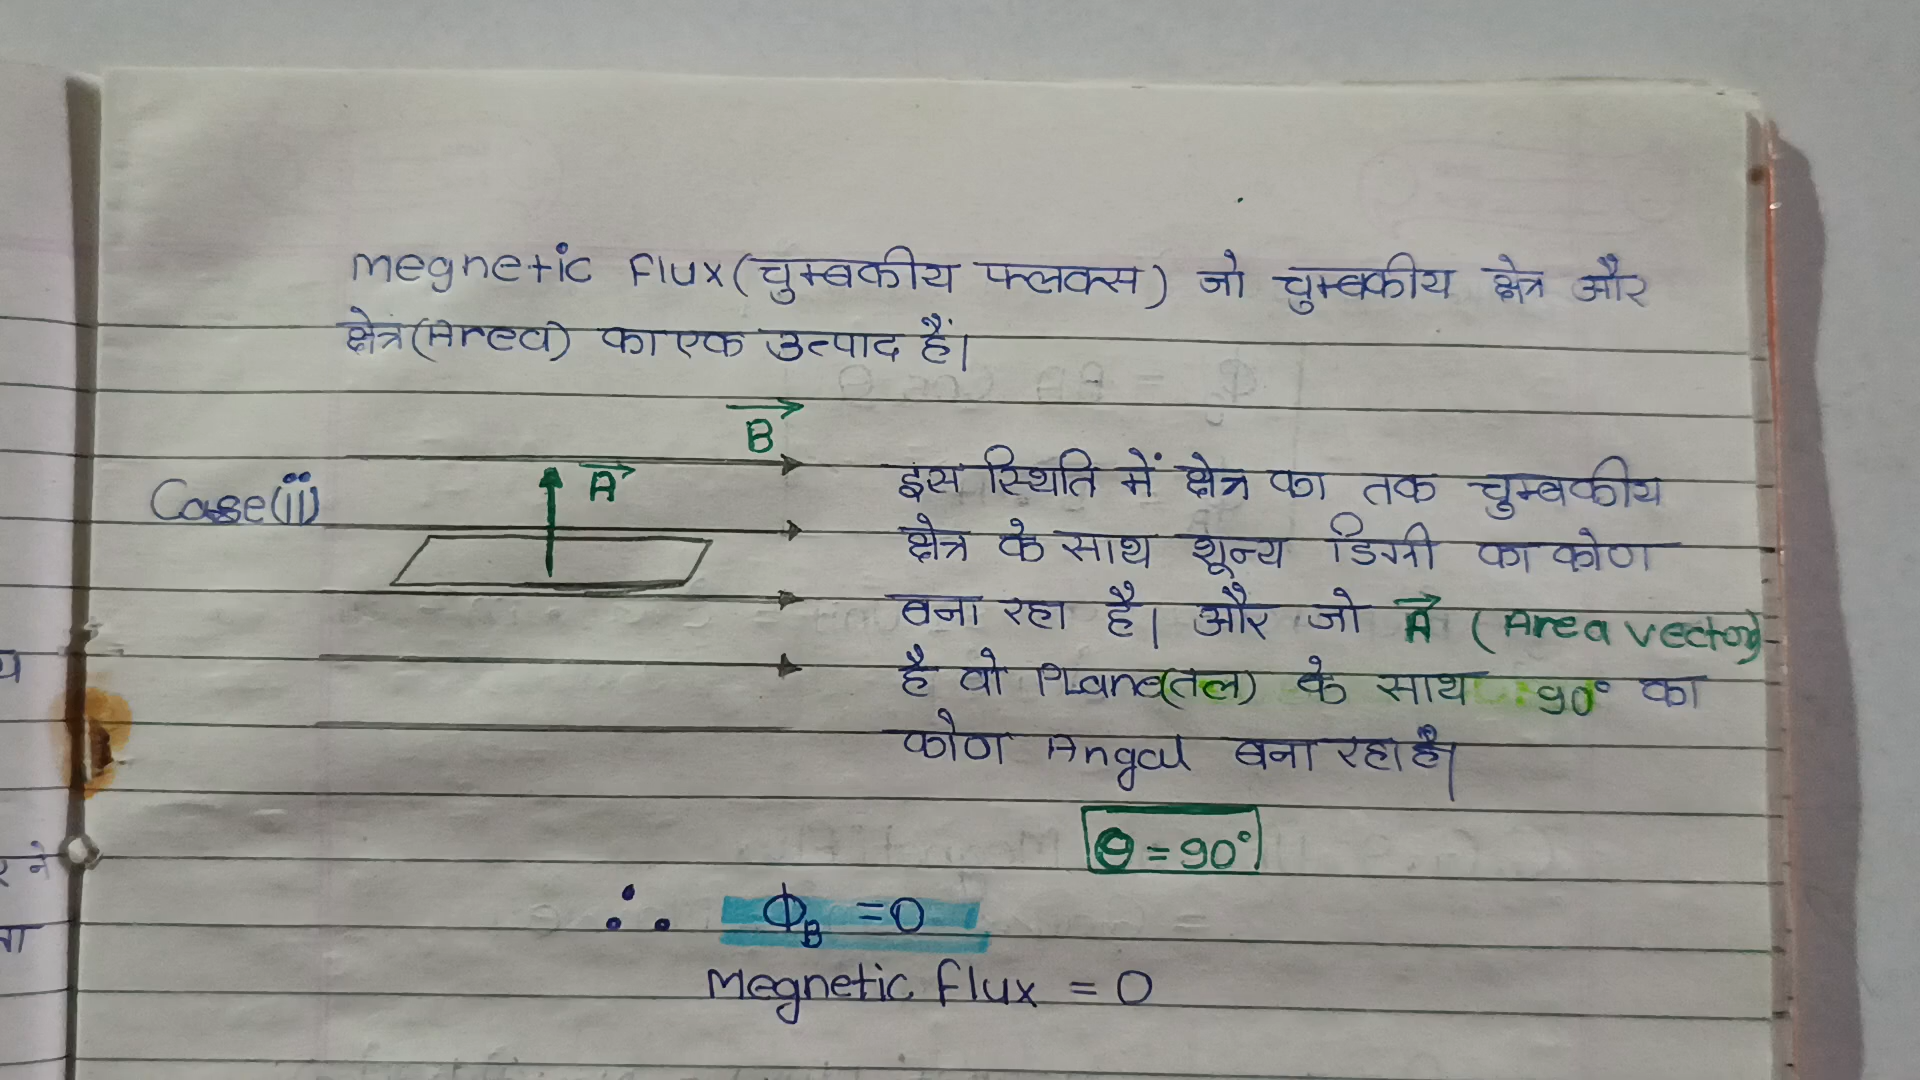 megnetic flux (चुम्बकीय फ्लक्स) जो चुम्बकीय क्षेत्र और
क्षेत्र (Area) का एक उत्पाद हैं।
B
A
Case(ii)
इस स्थिति में क्षेत्र का तक चुम्बकीय
क्षेत्र के साथ शून्य डिग्री का कोण
बना रहा है। और जो A (Area vector)
है वो Plane(तल) के साथ 90° का
कोण Angal बना रहा है।
θ = 90°
∴ ΦB = 0
Megnetic flux = 0